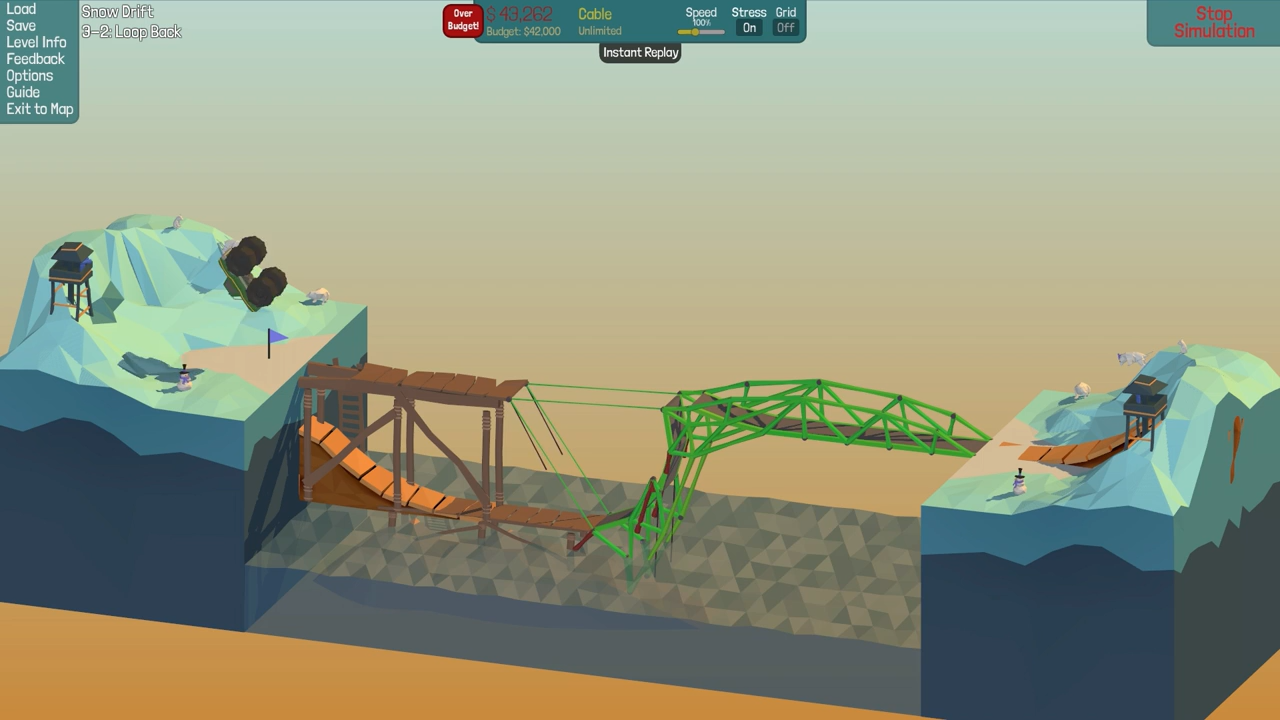 Load
Save
Level Info
Feedback
Options
Guide
Exit to Map
Snow Drift
3-2: Loop Back
Over
Budget!
$ 43,262
Budget: $42,000
Cable
Unlimited
Speed
100%
Stress
On
Grid
Off
Instant Replay
Stop
Simulation